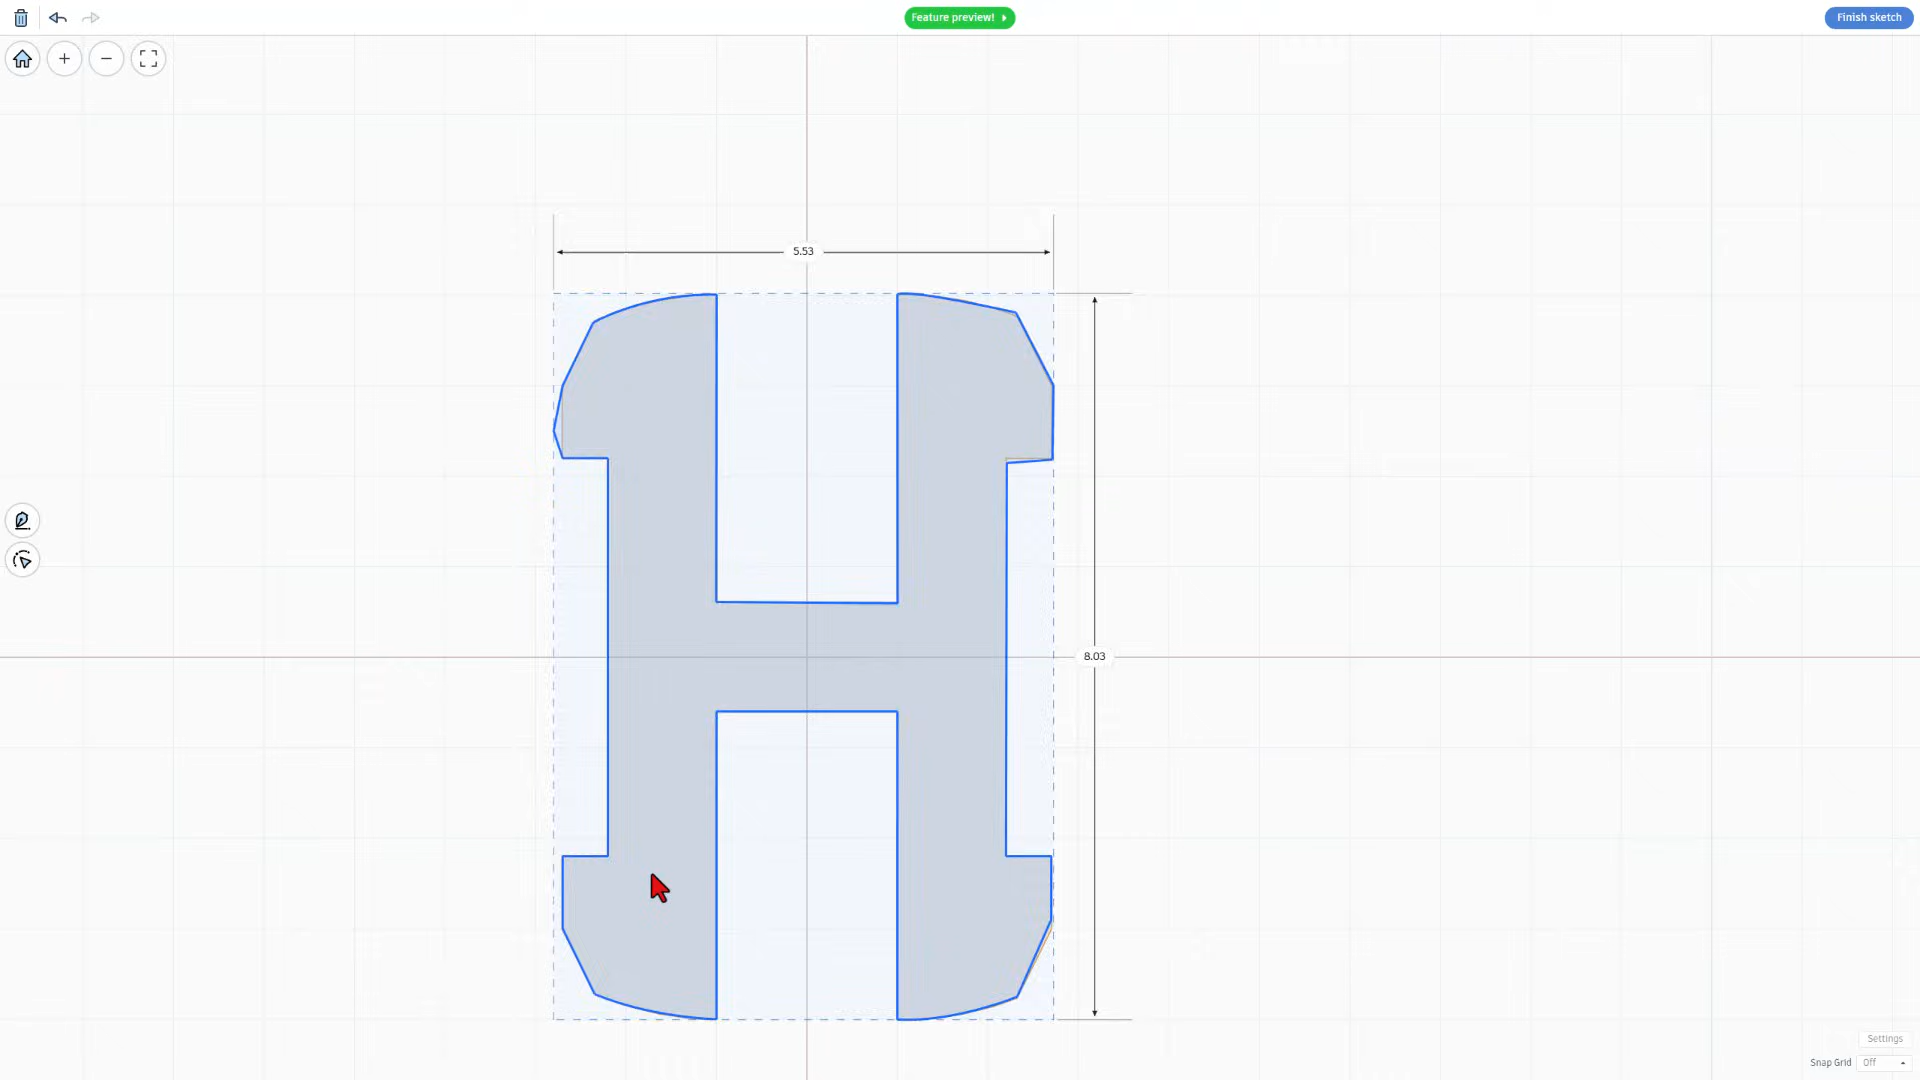 Feature preview!
Finish sketch
5.53
8.03
Settings
Snap Grid Off